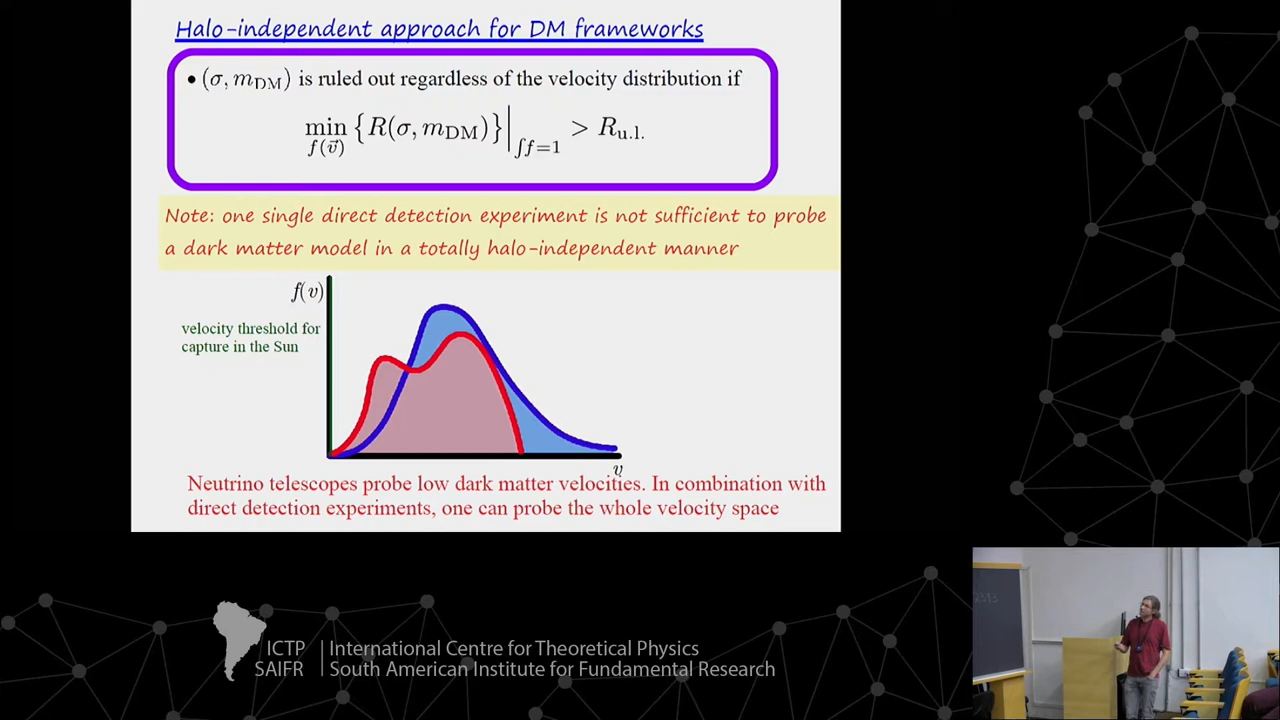 Halo-independent approach for DM frameworks
• (σ, m_DM) is ruled out regardless of the velocity distribution if
min_{f(v⃗)} {R(σ, m_DM)}|_{∫f=1} > R_u.l.
Note: one single direct detection experiment is not sufficient to probe
a dark matter model in a totally halo-independent manner
f(v)
velocity threshold for
capture in the Sun
v
Neutrino telescopes probe low dark matter velocities. In combination with
direct detection experiments, one can probe the whole velocity space
ICTP
SAIFR
International Centre for Theoretical Physics
South American Institute for Fundamental Research